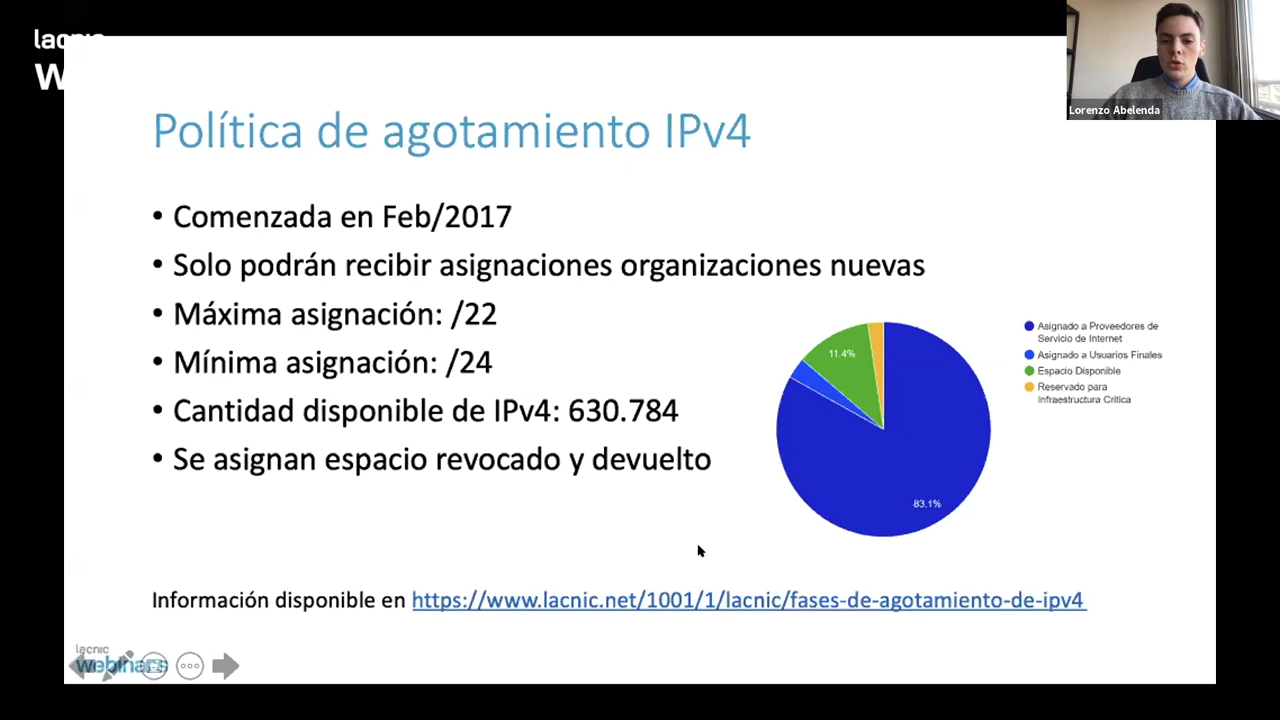 lacnic
W
Lorenzo Abelenda
Política de agotamiento IPv4
• Comenzada en Feb/2017
• Solo podrán recibir asignaciones organizaciones nuevas
• Máxima asignación: /22
• Mínima asignación: /24
• Cantidad disponible de IPv4: 630.784
• Se asignan espacio revocado y devuelto
11.4%
83.1%
Asignado a Proveedores de
Servicio de Internet
Asignado a Usuarios Finales
Espacio Disponible
Reservado para
Infraestructura Critica
Información disponible en https://www.lacnic.net/1001/1/lacnic/fases-de-agotamiento-de-ipv4
lacnic
webinars